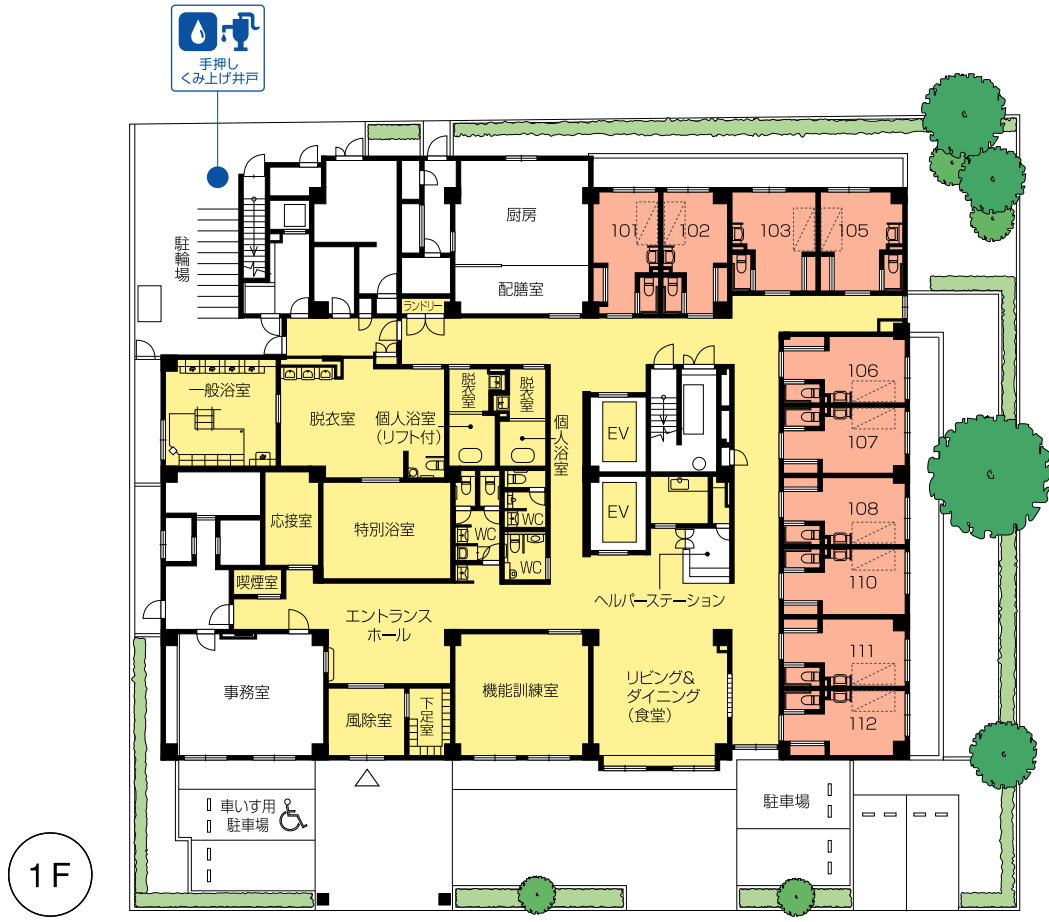 手押し
くみ上げ井戸
厨房
配膳室
101
102
103
105
駐輪場
ランドリー
一般浴室
脱衣室
個人浴室
(リフト付)
脱衣室
脱衣室
個人浴室
EV
EV
106
107
108
110
111
112
応接室
特別浴室
WC
WC
WC
喫煙室
エントランス
ホール
ヘルパーステーション
事務室
風除室
下足室
機能訓練室
リビング&
ダイニング
(食堂)
車いす用
駐車場
駐車場
1F